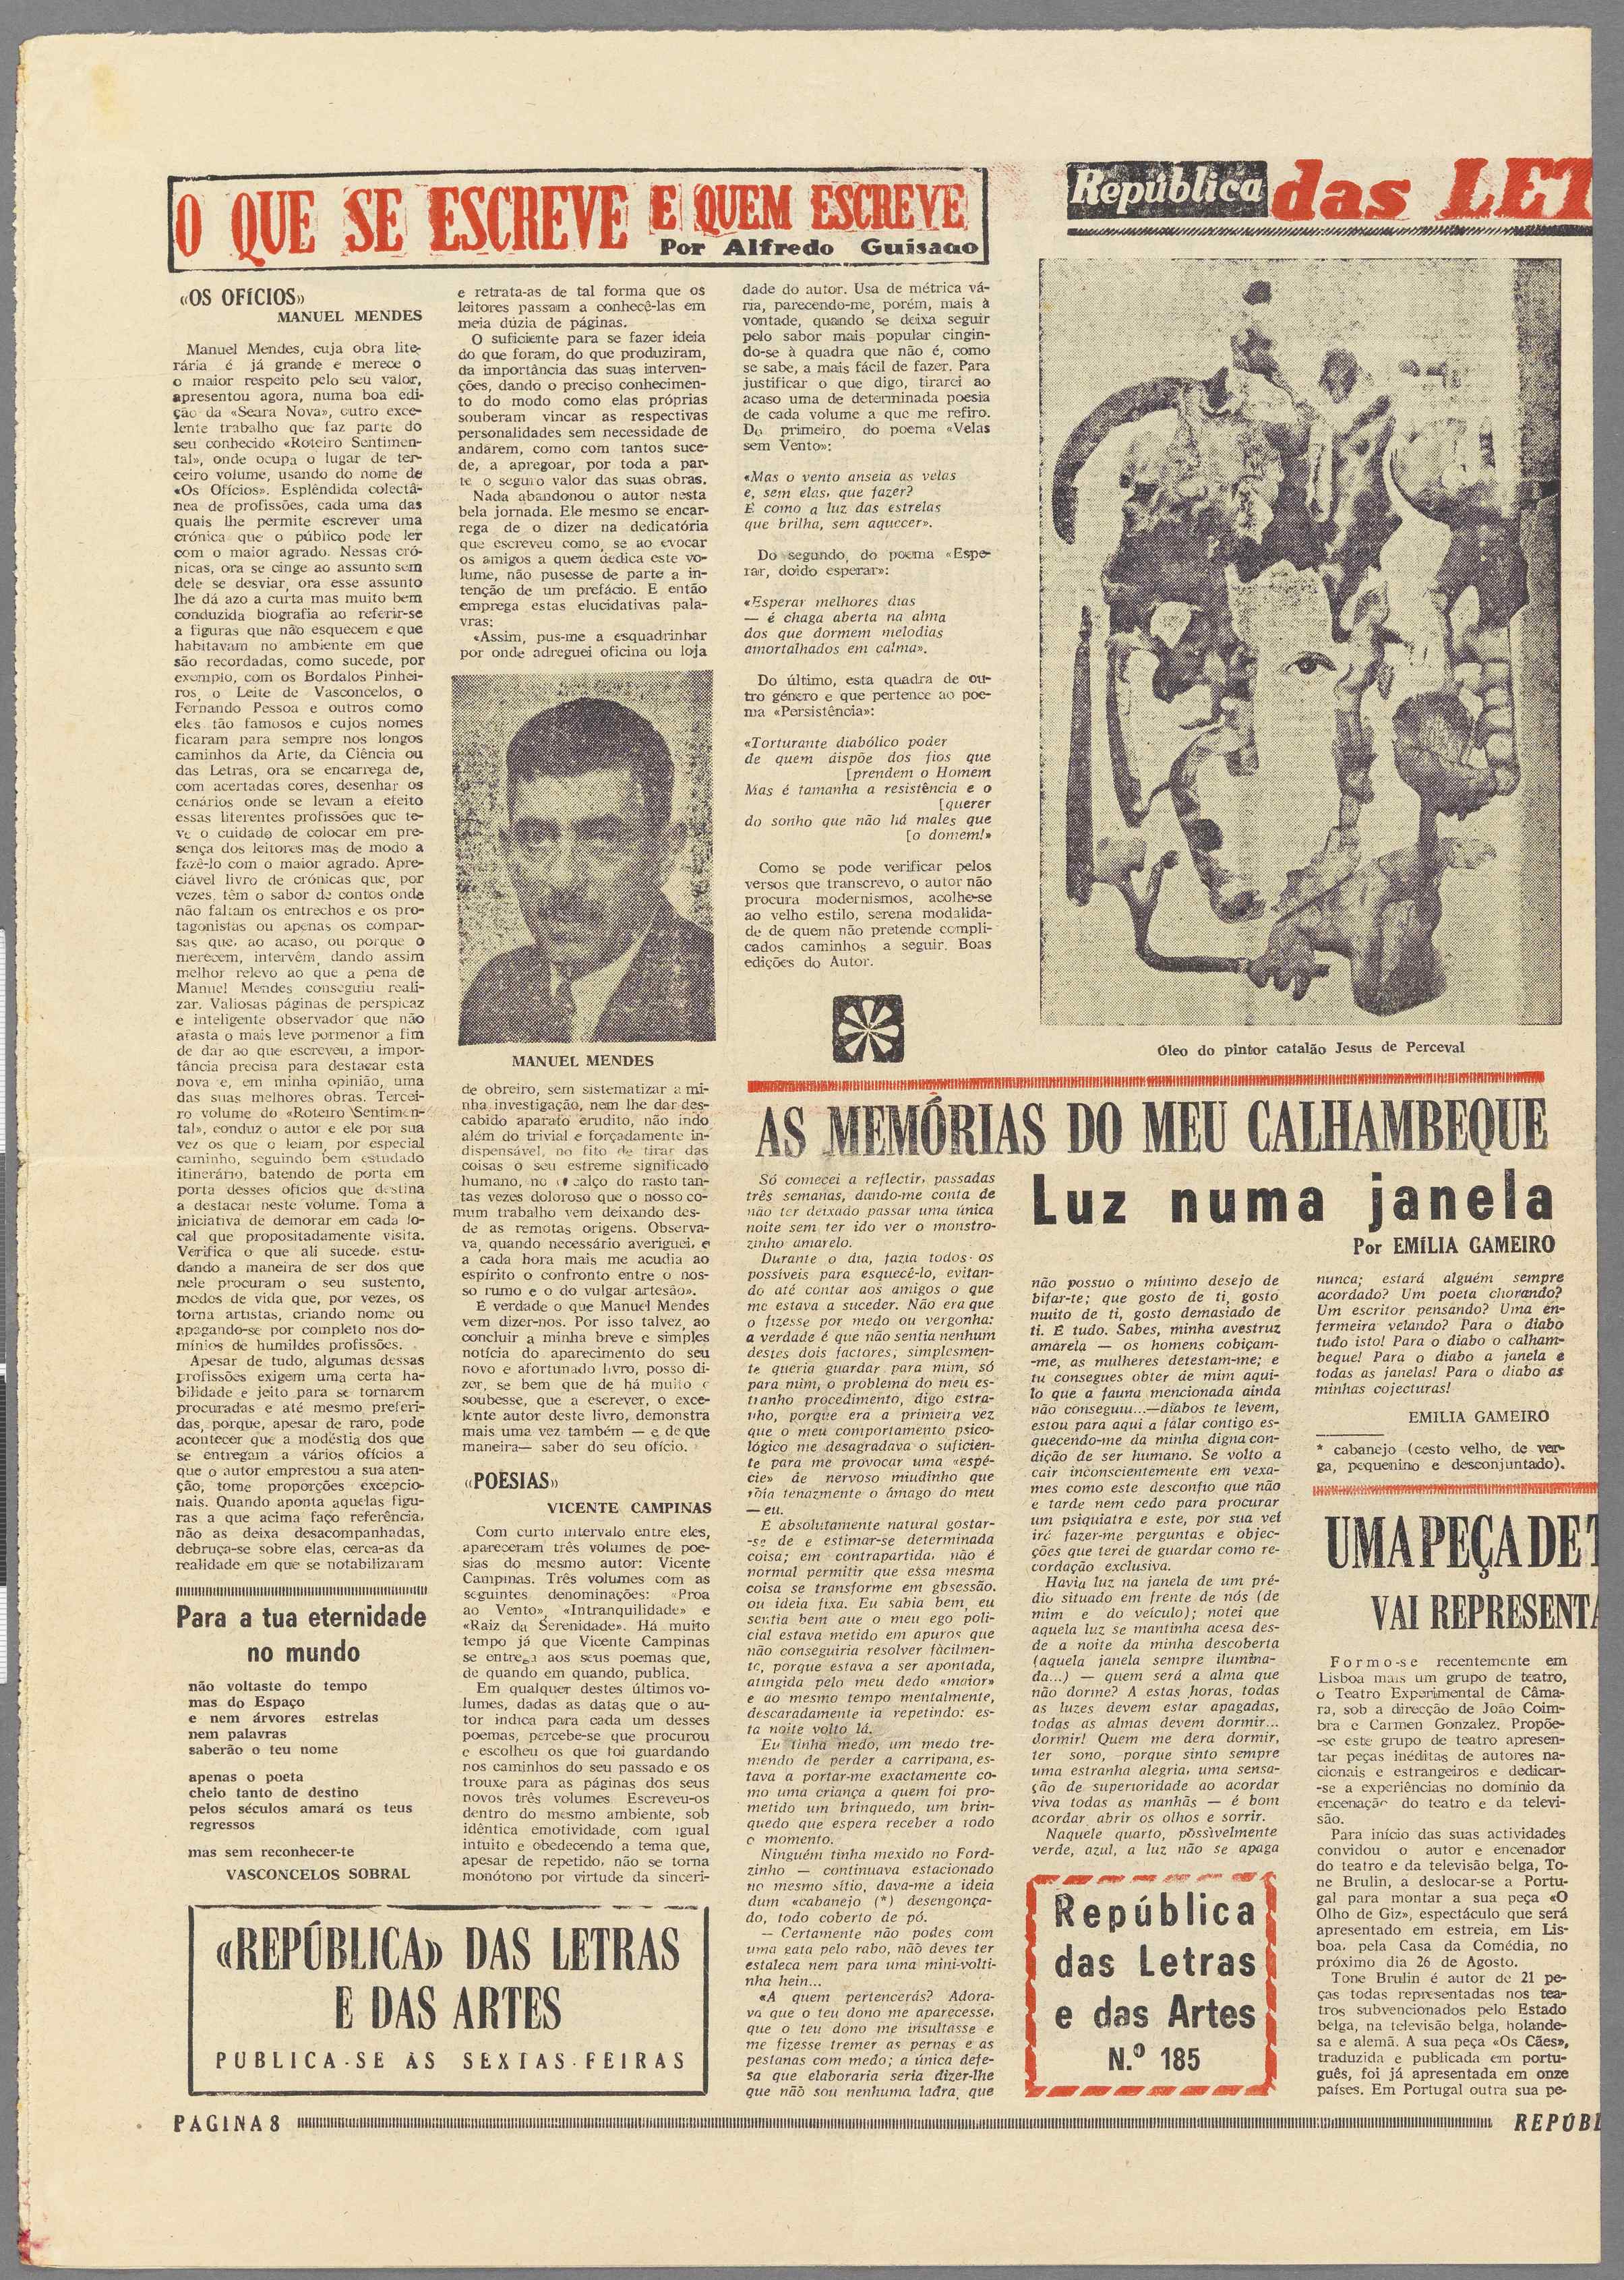 O QUE SE ESCREVE E QUEM ESCREVE
Por Alfredo Guisado
«OS OFÍCIOS»
MANUEL MENDES
Manuel Mendes, cuja obra lite-
rária é já grande e merece o
o maior respeito pelo seu valor,
apresentou agora, numa boa edi-
ção da «Seara Nova», outro exce-
lente trabalho que faz parte do
seu conhecido «Roteiro Sentimen-
tal», onde ocupa o lugar de ter-
ceiro volume, usando do nome de
«Os Ofícios». Esplêndida colectâ-
nea de profissões, cada uma das
quais lhe permite escrever uma
crónica que o público pode ler
com o maior agrado. Nessas cró-
nicas, ora se cinge ao assunto sem
dele se desviar, ora esse assunto
lhe dá azo a curta mas muito bem
conduzida biografia ao referir-se
a figuras que não esquecem e que
habitavam no ambiente em que
são recordadas, como sucede, por
exemplo, com os Bordalos Pinhei-
ros, o Leite de Vasconcelos, o
Fernando Pessoa e outros como
eles tão famosos e cujos nomes
ficaram para sempre nos longos
caminhos da Arte, da Ciência ou
das Letras, ora se encarrega de,
com acertadas cores, desenhar os
cenários onde se levam a efeito
essas literentes profissões que te-
ve o cuidado de colocar em pre-
sença dos leitores mas de modo a
fazê-lo com o maior agrado. Apre-
ciável livro de crónicas que, por
vezes, têm o sabor de contos onde
não faltam os entrechos e os pro-
tagonistas ou apenas os compar-
sas que, ao acaso, ou porque o
merecem, intervêm, dando assim
melhor relevo ao que a pena de
Manuel Mendes conseguiu reali-
zar. Valiosas páginas de perspicaz
e inteligente observador que não
afasta o mais leve pormenor a fim
de dar ao que escreveu, a impor-
tância precisa para destacar esta
nova e, em minha opinião, uma
das suas melhores obras. Tercei-
ro volume do «Roteiro Sentimen-
tal», conduz o autor e ele por sua
vez os que o leiam, por especial
caminho, seguindo bem estudado
itinerário, batendo de porta em
porta desses ofícios que destina
a destacar neste volume. Toma a
iniciativa de demorar em cada lo-
cal que propositadamente visita.
Verifica o que ali sucede, estu-
dando a maneira de ser dos que
nele procuram o seu sustento,
modos de vida que, por vezes, os
torna artistas, criando nome ou
apagando-se por completo nos do-
mínios de humildes profissões.
Apesar de tudo, algumas dessas
profissões exigem uma certa ha-
bilidade e jeito para se tornarem
procuradas e até mesmo preferi-
das, porque, apesar de raro, pode
acontecer que a modéstia dos que
se entregam a vários ofícios a
que o autor emprestou a sua aten-
ção, tome proporções excepcio-
nais. Quando aponta aquelas figu-
ras a que acima faço referência,
não as deixa desacompanhadas,
debruça-se sobre elas, cerca-as da
realidade em que se notabilizaram
Para a tua eternidade
no mundo
não voltaste do tempo
mas do Espaço
e nem árvores estrelas
nem palavras
saberão o teu nome
apenas o poeta
cheio tanto de destino
pelos séculos amará os teus
regressos
mas sem reconhecer-te
VASCONCELOS SOBRAL
«REPÚBLICA» DAS LETRAS
E DAS ARTES
PUBLICA-SE ÀS SEXTAS-FEIRAS
e retrata-as de tal forma que os
leitores passam a conhecê-las em
meia dúzia de páginas.
O suficiente para se fazer ideia
do que foram, do que produziram,
da importância das suas interven-
ções, dando o preciso conhecimen-
to do modo como elas próprias
souberam vincar as respectivas
personalidades sem necessidade de
andarem, como com tantos suce-
de, a apregoar, por toda a par-
te o seguro valor das suas obras.
Nada abandonou o autor nesta
bela jornada. Ele mesmo se encar-
rega de o dizer na dedicatória
que escreveu como, se ao evocar
os amigos a quem dedica este vo-
lume, não pusesse de parte a in-
tenção de um prefácio. E então
emprega estas elucidativas pala-
vras:
«Assim, pus-me a esquadrinhar
por onde adreguei oficina ou loja
MANUEL MENDES
de obreiro, sem sistematizar a mi-
nha investigação, nem lhe dar des-
cabido aparato erudito, não indo
além do trivial e forçadamente in-
dispensável, no fito de tirar das
coisas o seu estreme significado
humano, no calço do rasto tan-
tas vezes doloroso que o nosso co-
mum trabalho vem deixando des-
de as remotas origens. Observa-
va, quando necessário averiguei, e
a cada hora mais me acudia ao
espírito o confronto entre o nos-
so rumo e o do vulgar artesão».
É verdade o que Manuel Mendes
vem dizer-nos. Por isso talvez, ao
concluir a minha breve e simples
notícia do aparecimento do seu
novo e afortunado livro, posso di-
zer, se bem que de há muito o
soubesse, que a escrever, o exce-
lente autor deste livro, demonstra
mais uma vez também — e de que
maneira— saber do seu ofício.
«POESIAS»
VICENTE CAMPINAS
Com curto intervalo entre eles,
apareceram três volumes de poe-
sias do mesmo autor: Vicente
Campinas. Três volumes com as
seguintes denominações: «Proa
ao Vento», «Intranquilidade» e
«Raiz da Serenidade». Há muito
tempo já que Vicente Campinas
se entrega aos seus poemas que,
de quando em quando, publica.
Em qualquer destes últimos vo-
lumes, dadas as datas que o au-
tor indica para cada um desses
poemas, percebe-se que procurou
e escolheu os que foi guardando
nos caminhos do seu passado e os
trouxe para as páginas dos seus
novos três volumes. Escreveu-os
dentro do mesmo ambiente, sob
idêntica emotividade, com igual
intuito e obedecendo a tema que,
apesar de repetido, não se torna
monótono por virtude da sinceri-
dade do autor. Usa de métrica vá-
ria, parecendo-me, porém, mais à
vontade, quando se deixa seguir
pelo sabor mais popular cingin-
do-se à quadra que não é, como
se sabe, a mais fácil de fazer. Para
justificar o que digo, tirarei ao
acaso uma de determinada poesia
de cada volume a que me refiro.
Do primeiro, do poema «Velas
sem Vento»:
«Mas o vento anseia as velas
e, sem elas, que fazer?
É como a luz das estrelas
que brilha, sem aquecer».
Do segundo, do poema «Espe-
rar, doido esperar»:
«Esperar melhores dias
— é chaga aberta na alma
dos que dormem melodias
amortalhados em calma».
Do último, esta quadra de ou-
tro género e que pertence ao poe-
ma «Persistência»:
«Torturante diabólico poder
de quem dispõe dos fios que
[prendem o Homem
Mas é tamanha a resistência e o
[querer
do sonho que não há males que
[o domem!»
Como se pode verificar pelos
versos que transcrevo, o autor não
procura modernismos, acolhe-se
ao velho estilo, serena modalida-
de de quem não pretende compli-
cados caminhos a seguir. Boas
edições do Autor.
República das LET
Óleo do pintor catalão Jesus de Perceval
AS MEMÓRIAS DO MEU CALHAMBEQUE
Luz numa janela
Por EMÍLIA GAMEIRO
Só comecei a reflectir, passadas
três semanas, dando-me conta de
não ter deixado passar uma única
noite sem ter ido ver o monstro-
zinho amarelo.
Durante o dia, fazia todos os
possíveis para esquecê-lo, evitan-
do até contar aos amigos o que
me estava a suceder. Não era que
o fizesse por medo ou vergonha:
a verdade é que não sentia nenhum
destes dois factores; simplesmen-
te queria guardar para mim, só
para mim, o problema do meu es-
tranho procedimento, digo estra-
nho, porque era a primeira vez
que o meu comportamento psico-
lógico me desagradava o suficien-
te para me provocar uma «espé-
cie» de nervoso miudinho que
roía tenazmente o âmago do meu
— eu.
É absolutamente natural gostar-
-se de e estimar-se determinada
coisa; em contrapartida, não é
normal permitir que essa mesma
coisa se transforme em gbsessão.
ou ideia fixa. Eu sabia bem, eu
sentia bem que o meu ego poli-
cial estava metido em apuros que
não conseguiria resolver fàcilmen-
te, porque estava a ser apontada,
atingida pelo meu dedo «maior»
e ao mesmo tempo mentalmente,
descaradamente ia repetindo: es-
ta noite volto lá.
Eu tinha medo, um medo tre-
mendo de perder a carripana, es-
tava a portar-me exactamente co-
mo uma criança a quem foi pro-
metido um brinquedo, um brin-
quedo que espera receber a todo
o momento.
Ninguém tinha mexido no Ford-
zinho — continuava estacionado
no mesmo sítio, dava-me a ideia
dum «cabanejo (*) desengonça-
do, todo coberto de pó.
— Certamente não podes com
uma gata pelo rabo, não deves ter
estaleca nem para uma mini-volti-
nha hein...
«A quem pertencerás? Adora-
va que o teu dono me aparecesse,
que o teu dono me insultasse e
me fizesse tremer as pernas e as
pestanas com medo; a única defe-
sa que elaboraria seria dizer-lhe
que não sou nenhuma ladra, que
não possuo o mínimo desejo de
bifar-te; que gosto de ti, gosto
muito de ti, gosto demasiado de
ti. É tudo. Sabes, minha avestruz
amarela — os homens cobiçam-
-me, as mulheres detestam-me; e
tu consegues obter de mim aqui-
lo que a fauna mencionada ainda
não conseguiu...—diabos te levem,
estou para aqui a falar contigo es-
quecendo-me da minha digna con-
dição de ser humano. Se volto a
cair inconscientemente em vexa-
mes como este desconfio que não
e tarde nem cedo para procurar
um psiquiatra e este, por sua vez
irá fazer-me perguntas e objec-
ções que terei de guardar como re-
cordação exclusiva.
Havia luz na janela de um pré-
dio situado em frente de nós (de
mim e do veículo); notei que
aquela luz se mantinha acesa des-
de a noite da minha descoberta
(aquela janela sempre ilumina-
da...) — quem será a alma que
não dorme? A estas horas, todas
as luzes devem estar apagadas,
todas as almas devem dormir...
dormir! Quem me dera dormir,
ter sono, porque sinto sempre
uma estranha alegria, uma sensa-
ção de superioridade ao acordar
viva todas as manhãs — é bom
acordar abrir os olhos e sorrir.
Naquele quarto, possìvelmente
verde, azul, a luz não se apaga
nunca; estará alguém sempre
acordado? Um poeta chorando?
Um escritor pensando? Uma en-
fermeira velando? Para o diabo
tudo isto! Para o diabo o calham-
beque! Para o diabo a janela e
todas as janelas! Para o diabo as
minhas cojecturas!
EMILIA GAMEIRO
* cabanejo (cesto velho, de ver-
ga, pequenino e desconjuntado).
República
das Letras
e das Artes
N.º 185
UMA PEÇA DE T
VAI REPRESENTA
Formo-se recentemente em
Lisboa mais um grupo de teatro,
o Teatro Experimental de Câma-
ra, sob a direcção de João Coim-
bra e Carmen Gonzalez. Propõe-
-se este grupo de teatro apresen-
tar peças inéditas de autores na-
cionais e estrangeiros e dedicar-
-se a experiências no domínio da
encenação do teatro e da televi-
são.
Para início das suas actividades
convidou o autor e encenador
do teatro e da televisão belga, To-
ne Brulin, a deslocar-se a Portu-
gal para montar a sua peça «O
Olho de Giz», espectáculo que será
apresentado em estreia, em Lis-
boa, pela Casa da Comédia, no
próximo dia 26 de Agosto.
Tone Brulin é autor de 21 pe-
ças todas representadas nos tea-
tros subvencionados pelo Estado
belga, na televisão belga, holande-
sa e alemã. A sua peça «Os Cães»,
traduzida e publicada em portu-
guês, foi já apresentada em onze
países. Em Portugal outra sua pe-
PÁGINA 8
REPÚBL